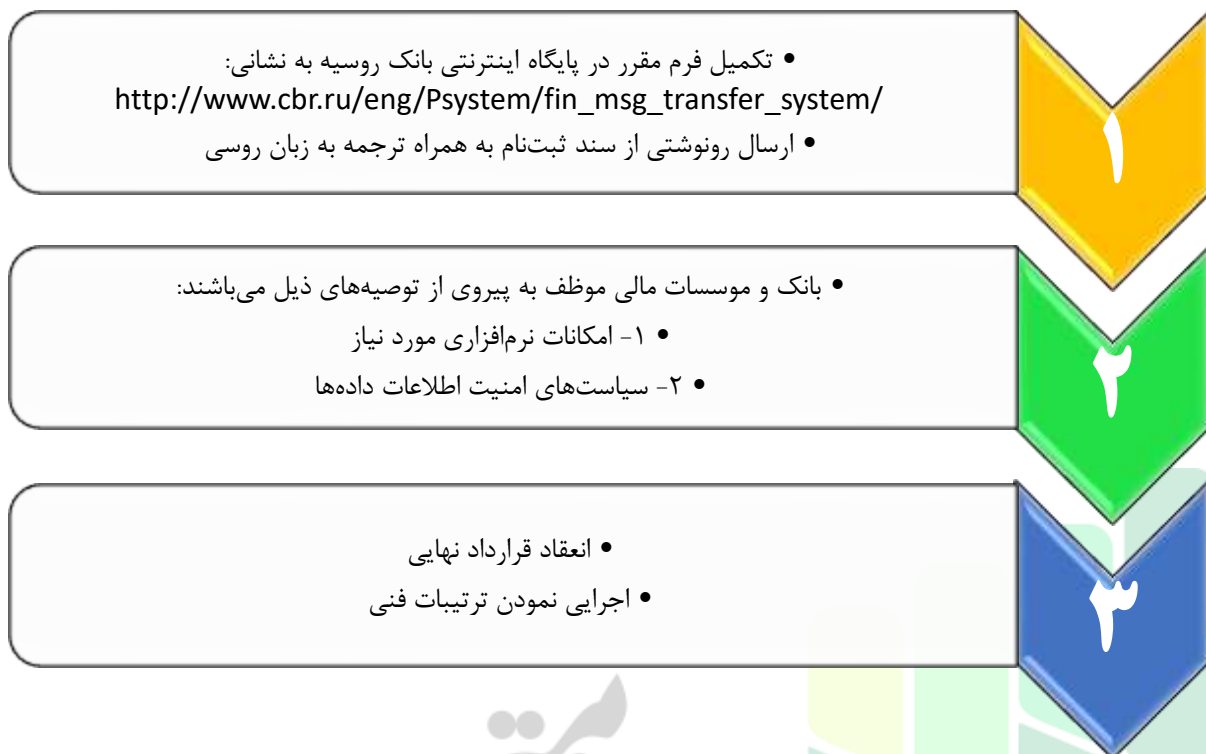 ۱
• تکمیل فرم مقرر در پایگاه اینترنتی بانک روسیه به نشانی:
http://www.cbr.ru/eng/Psystem/fin_msg_transfer_system/
• ارسال رونوشتی از سند ثبت‌نام به همراه ترجمه به زبان روسی
۲
• بانک و موسسات مالی موظف به پیروی از توصیه‌های ذیل می‌باشند:
• ۱- امکانات نرم‌افزاری مورد نیاز
• ۲- سیاست‌های امنیت اطلاعات داده‌ها
۳
• انعقاد قرارداد نهایی
• اجرایی نمودن ترتیبات فنی